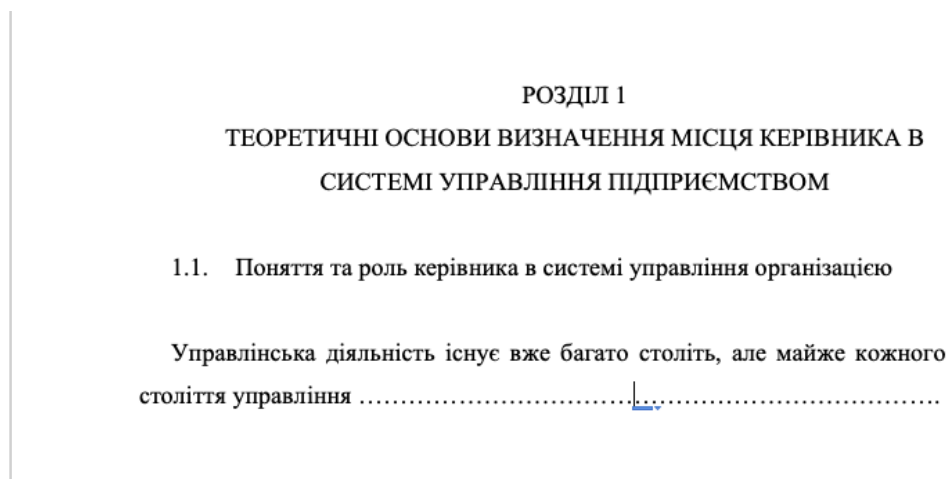 РОЗДІЛ 1
ТЕОРЕТИЧНІ ОСНОВИ ВИЗНАЧЕННЯ МІСЦЯ КЕРІВНИКА В
СИСТЕМІ УПРАВЛІННЯ ПІДПРИЄМСТВОМ
1.1. Поняття та роль керівника в системі управління організацією
Управлінська діяльність існує вже багато століть, але майже кожного
століття управління ……………………………………………………………….